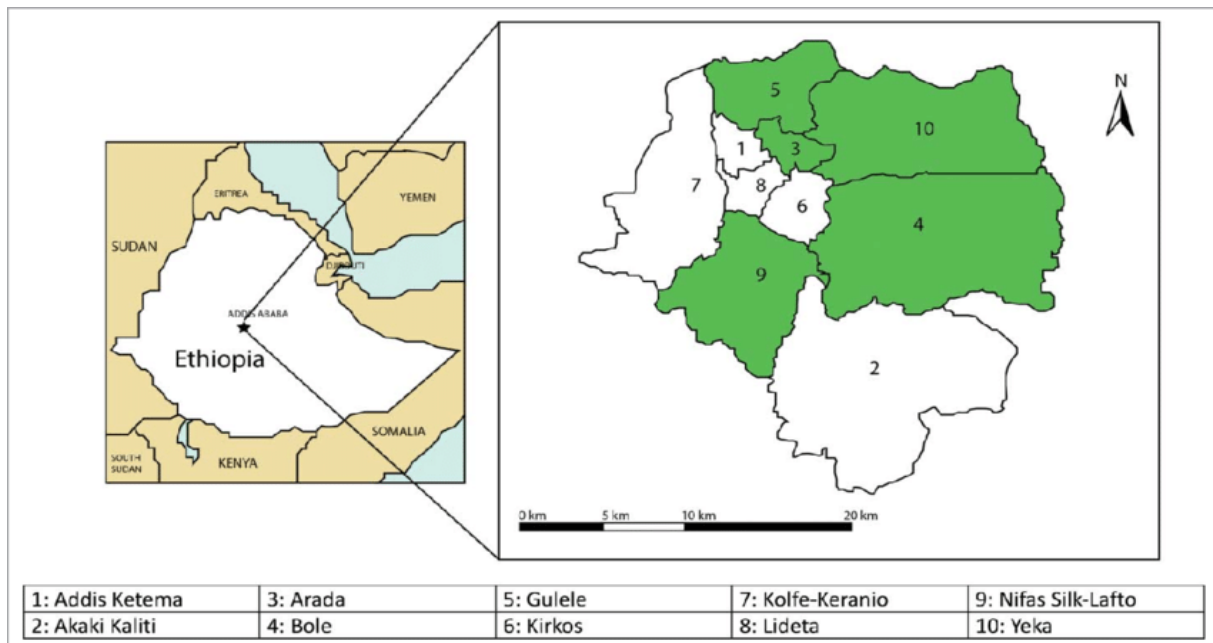 ERITREA
YEMEN
SUDAN
DJIBOUTI
ADDIS ABABA
Ethiopia
SOMALIA
SOUTH
SUDAN
KENYA
N
5
10
1
3
7
8
6
4
9
2
0 km 5 km 10 km 20 km
1: Addis Ketema 3: Arada 5: Gulele 7: Kolfe-Keranio 9: Nifas Silk-Lafto
2: Akaki Kaliti 4: Bole 6: Kirkos 8: Lideta 10: Yeka